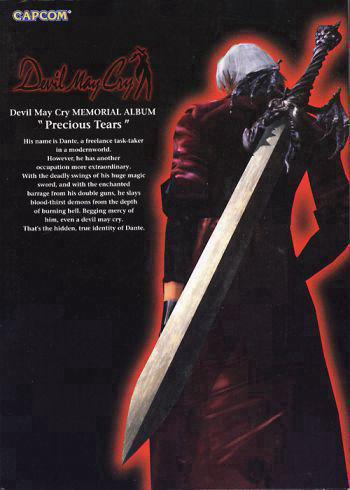 CAPCOM
Devil May Cry
Devil May Cry MEMORIAL ALBUM
"Precious Tears"
His name is Dante, a freelance task-taker
in a modernworld.
However, he has another
occupation more extraordinary.
With the deadly swings of his huge magic
sword, and with the enchanted
barrage from his double guns, he slays
blood-thirst demons from the depth
of burning hell. Begging mercy of
him, even a devil may cry.
That's the hidden, true identity of Dante.